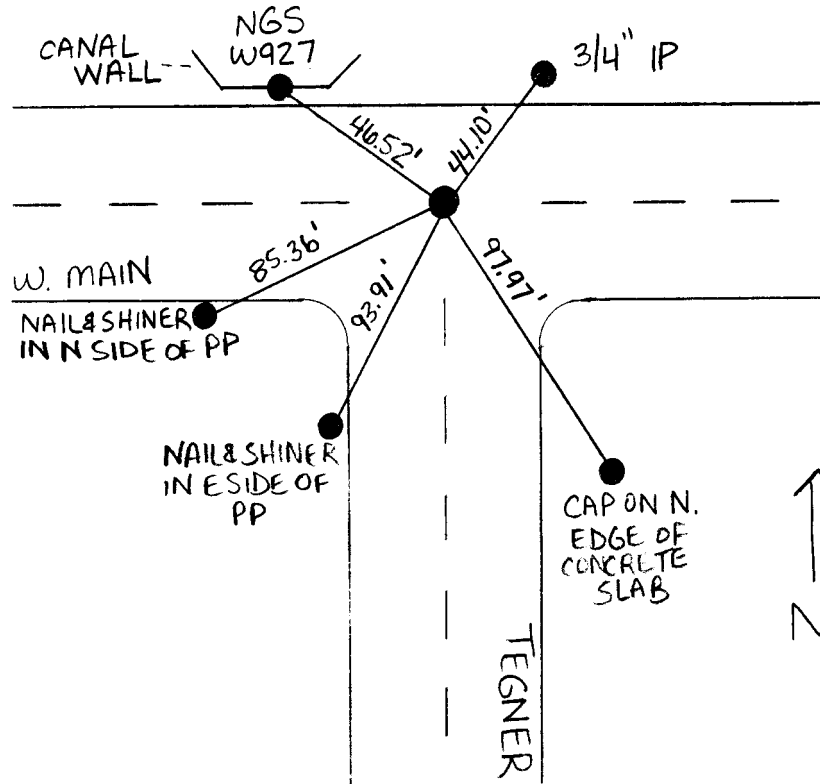 CANAL
WALL
NGS
W927
3/4" IP
46.52'
44.10'
85.36'
93.91'
97.97'
W. MAIN
NAIL&SHINER
IN N SIDE OF PP
NAIL&SHINER
IN E SIDE OF
PP
CAP ON N.
EDGE OF
CONCRETE
SLAB
TEGNER
N